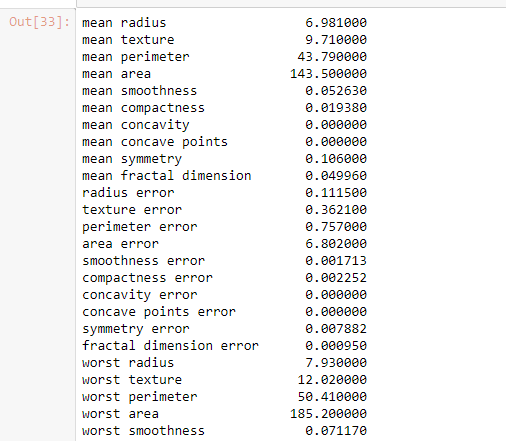 Out[33]:
mean radius 6.981000
mean texture 9.710000
mean perimeter 43.790000
mean area 143.500000
mean smoothness 0.052630
mean compactness 0.019380
mean concavity 0.000000
mean concave points 0.000000
mean symmetry 0.106000
mean fractal dimension 0.049960
radius error 0.111500
texture error 0.362100
perimeter error 0.757000
area error 6.802000
smoothness error 0.001713
compactness error 0.002252
concavity error 0.000000
concave points error 0.000000
symmetry error 0.007882
fractal dimension error 0.000950
worst radius 7.930000
worst texture 12.020000
worst perimeter 50.410000
worst area 185.200000
worst smoothness 0.071170